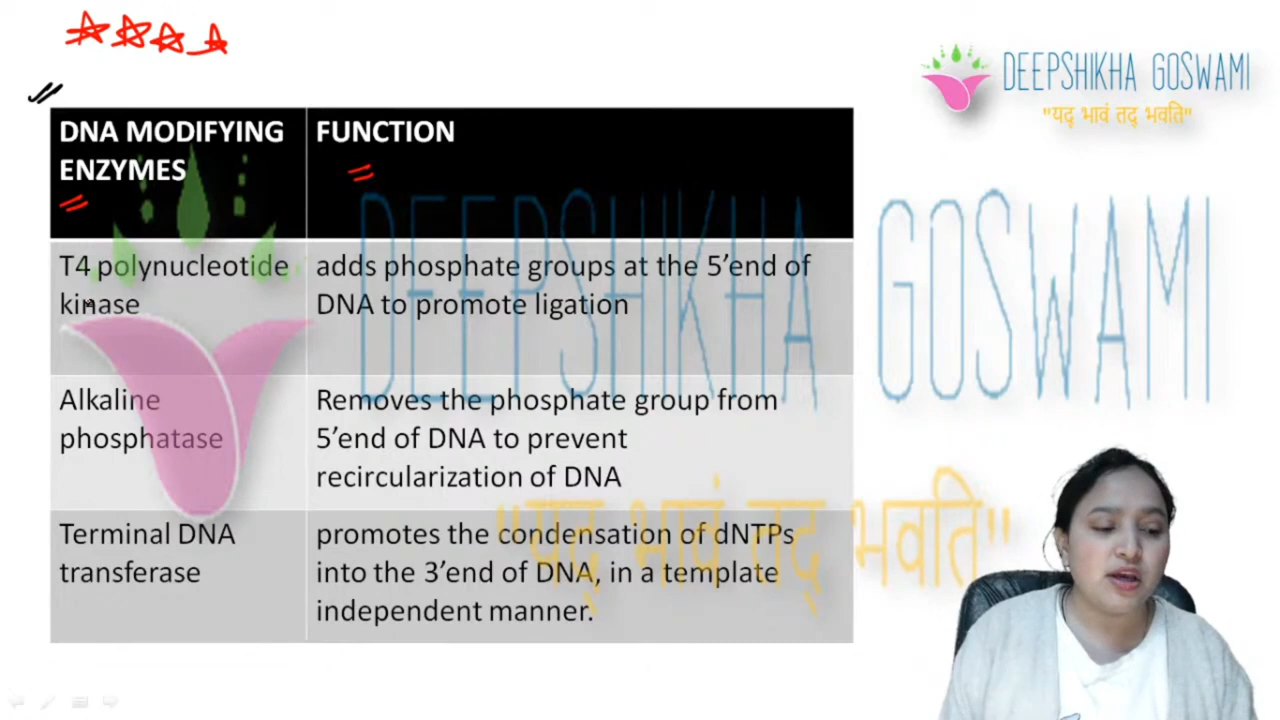 DEEPSHIKHA GOSWAMI
"यद् भावं तद् भवति"
DNA MODIFYING ENZYMES
FUNCTION
T4 polynucleotide
kinase
adds phosphate groups at the 5’end of
DNA to promote ligation
Alkaline
phosphatase
Removes the phosphate group from
5’end of DNA to prevent
recircularization of DNA
Terminal DNA
transferase
promotes the condensation of dNTPs
into the 3’end of DNA, in a template
independent manner.
DEEPSHIKHA GOSWAMI
"यद् भावं तद् भवति"